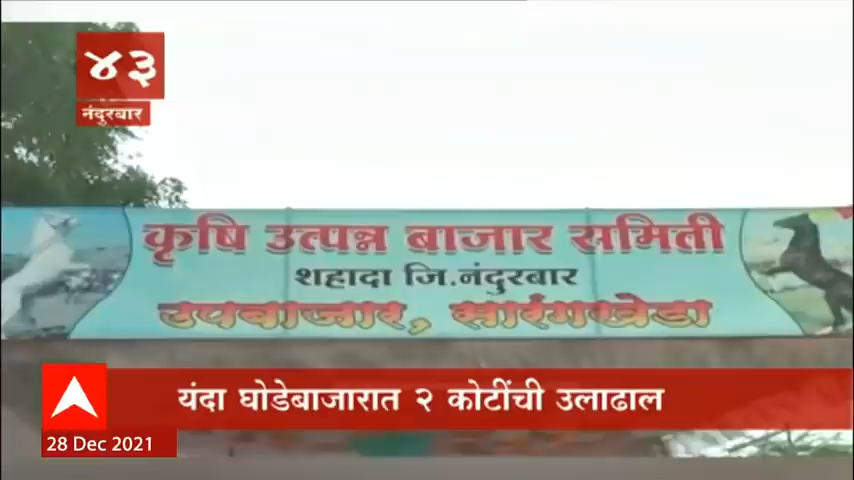 ४३
नंदुरबार
कृषि उत्पन्न बाजार समिती
शहादा जि.नंदुरबार
उपबाजार, सारंगखेडा
यंदा घोडेबाजारात २ कोटींची उलाढाल
28 Dec 2021